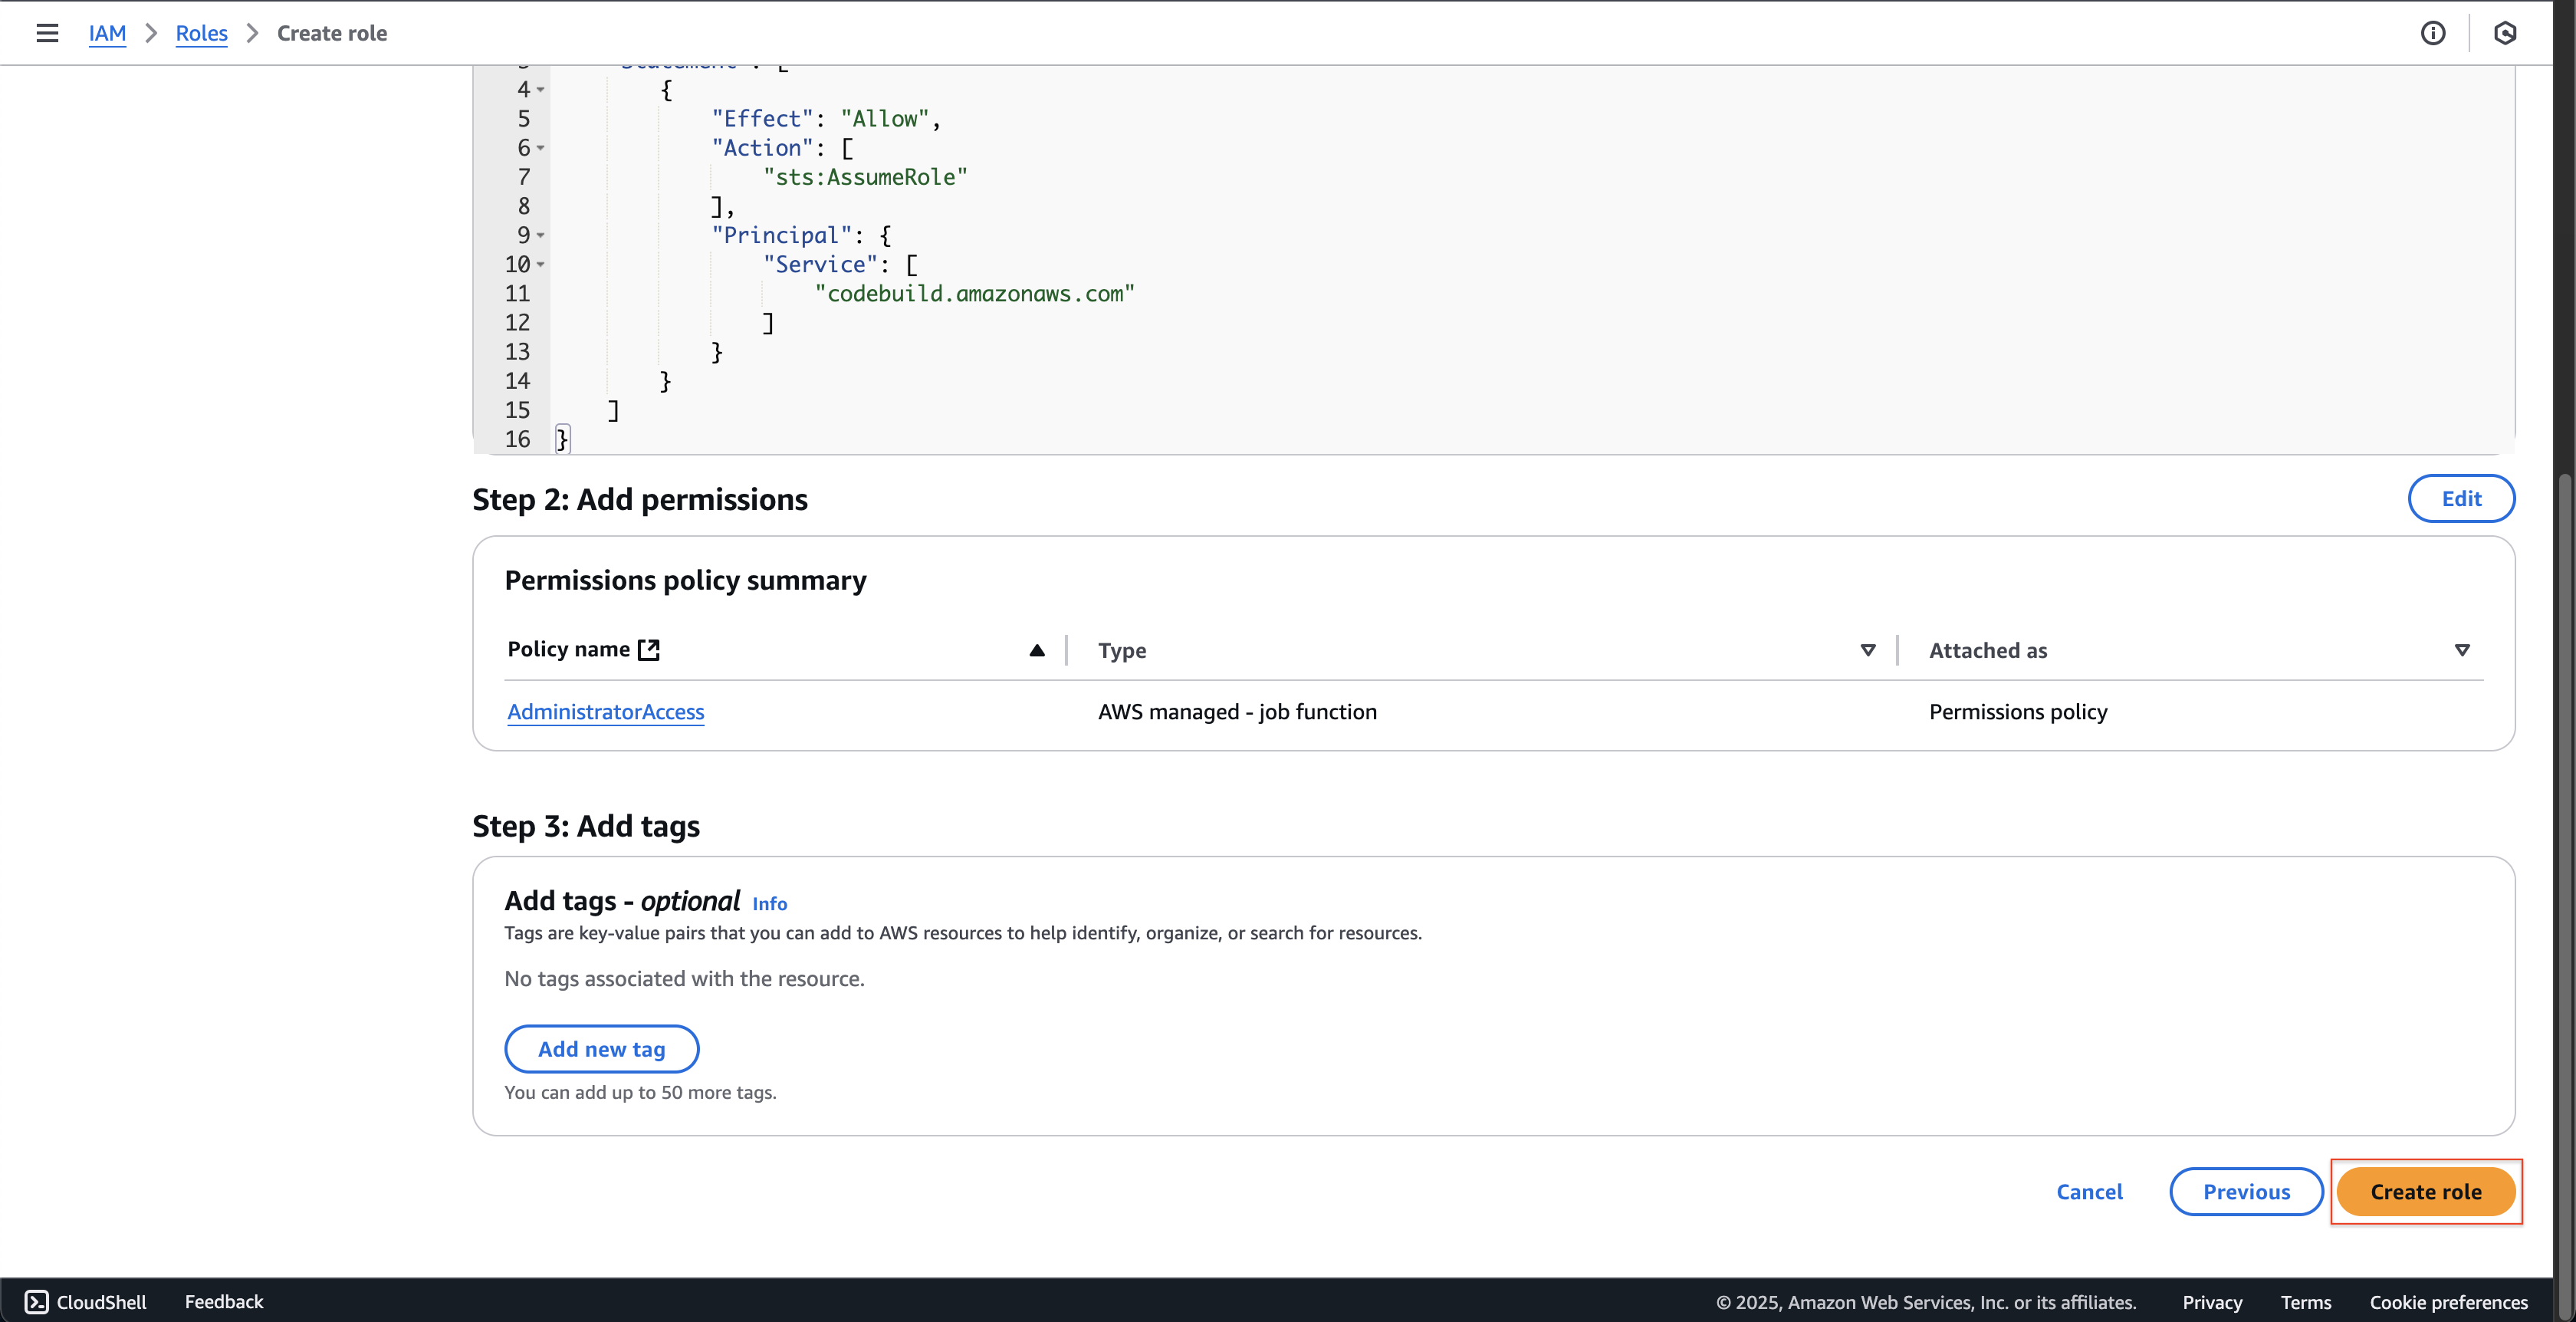 IAM > Roles > Create role
"Statement": [
4 {
5 "Effect": "Allow",
6 "Action": [
7 "sts:AssumeRole"
8 ],
9 "Principal": {
10 "Service": [
11 "codebuild.amazonaws.com"
12 ]
13 }
14 }
15 ]
16 }
Step 2: Add permissions
Edit
Permissions policy summary
Policy name Type Attached as
AdministratorAccess AWS managed - job function Permissions policy
Step 3: Add tags
Add tags - optional Info
Tags are key-value pairs that you can add to AWS resources to help identify, organize, or search for resources.
No tags associated with the resource.
Add new tag
You can add up to 50 more tags.
Cancel Previous Create role
CloudShell Feedback © 2025, Amazon Web Services, Inc. or its affiliates. Privacy Terms Cookie preferences